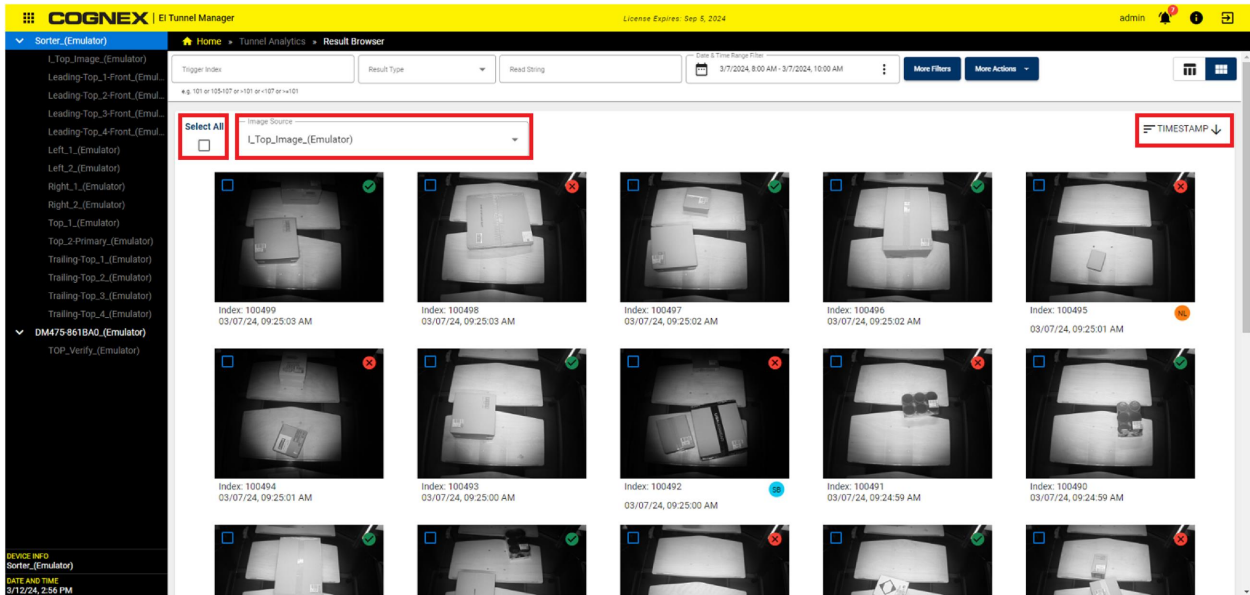 COGNEX | EI Tunnel Manager
License Expires: Sep 5, 2024
admin
7
Sorter_(Emulator)
I_Top_Image_(Emulator)
Leading-Top_1-Front_(Emul...
Leading-Top_2-Front_(Emul...
Leading-Top_3-Front_(Emul...
Leading-Top_4-Front_(Emul...
Left_1_(Emulator)
Left_2_(Emulator)
Right_1_(Emulator)
Right_2_(Emulator)
Top_1_(Emulator)
Top_2-Primary_(Emulator)
Trailing-Top_1_(Emulator)
Trailing-Top_2_(Emulator)
Trailing-Top_3_(Emulator)
Trailing-Top_4_(Emulator)
DM475-861BA0_(Emulator)
TOP_Verify_(Emulator)
DEVICE INFO
Sorter_(Emulator)
DATE AND TIME
3/12/24, 2:56 PM
Home » Tunnel Analytics » Result Browser
Trigger Index
e.g. 101 or 105-107 or >101 or <107 or >=101
Result Type
Read String
Date & Time Range Filter
3/7/2024, 8:00 AM - 3/7/2024, 10:00 AM
More Filters
More Actions
Select All
Image Source
I_Top_Image_(Emulator)
TIMESTAMP
Index: 100499
03/07/24, 09:25:03 AM
Index: 100498
03/07/24, 09:25:03 AM
Index: 100497
03/07/24, 09:25:02 AM
Index: 100496
03/07/24, 09:25:02 AM
Index: 100495
NL
03/07/24, 09:25:01 AM
Index: 100494
03/07/24, 09:25:01 AM
Index: 100493
03/07/24, 09:25:00 AM
Index: 100492
SB
03/07/24, 09:25:00 AM
Index: 100491
03/07/24, 09:24:59 AM
Index: 100490
03/07/24, 09:24:59 AM